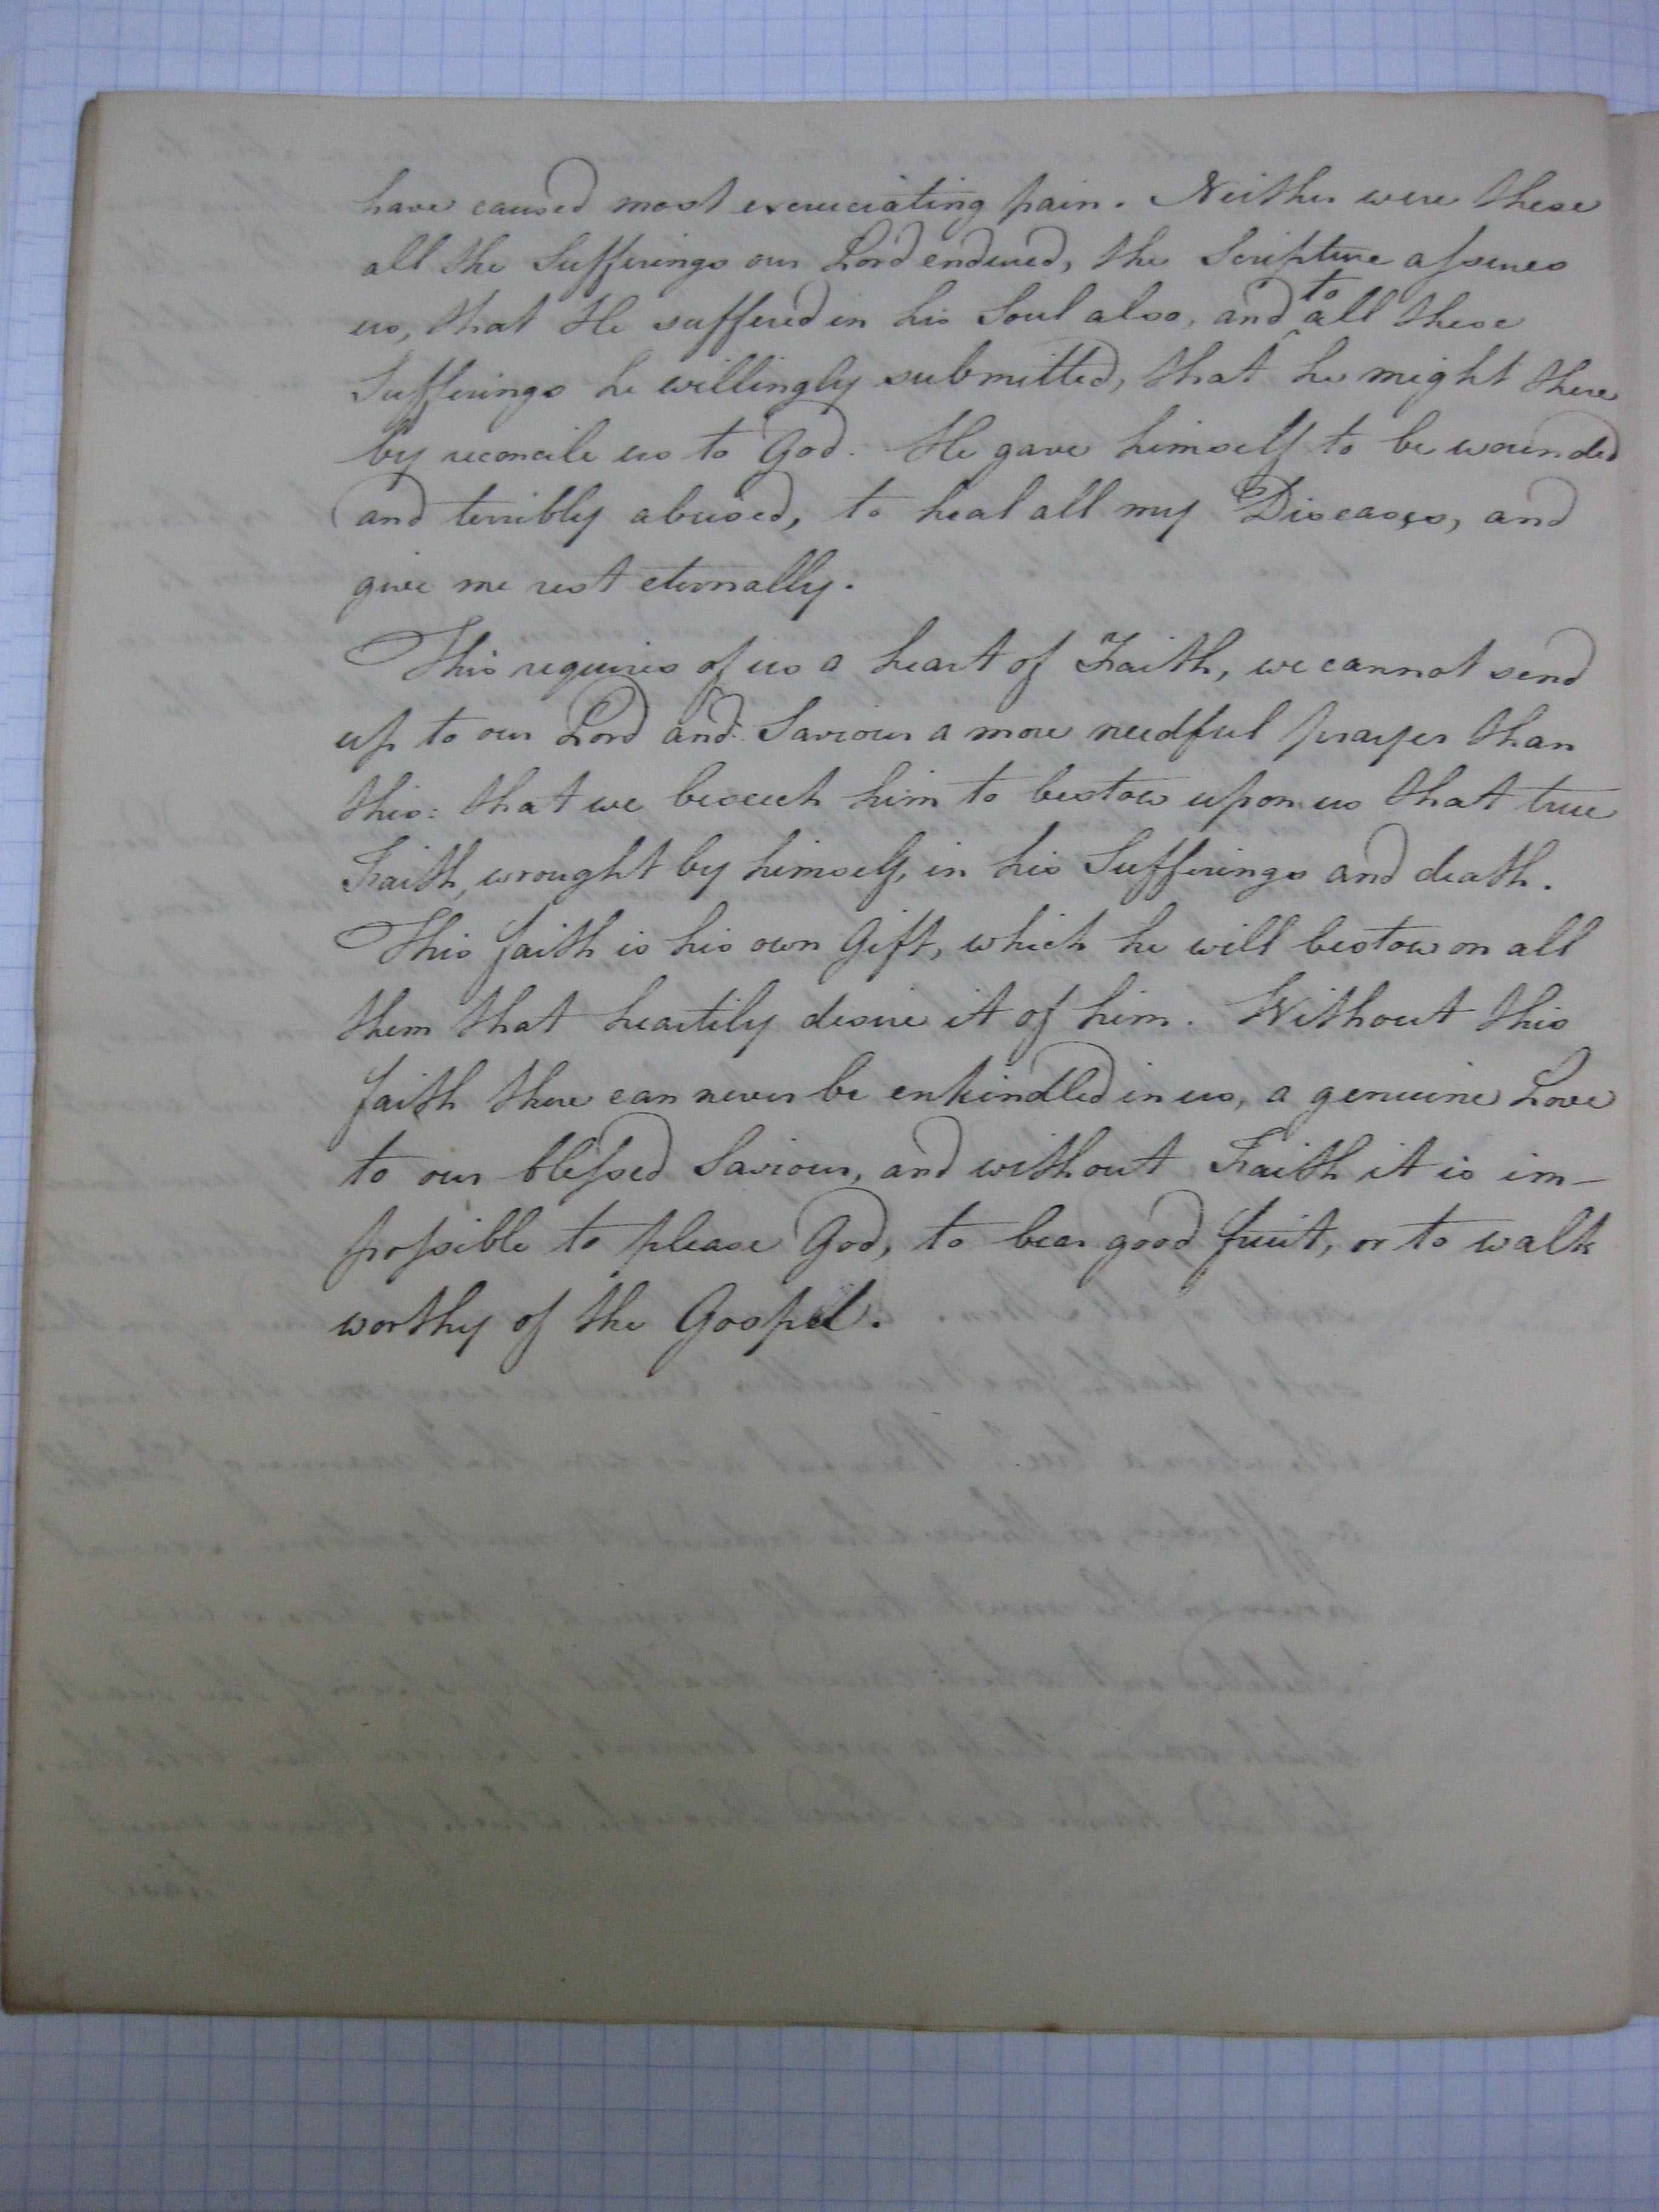 have caused most excruciating pain. Neither were these
all the Sufferings our Lord endured, the Scripture assures
us, that He suffered in his Soul also, and to all these
Sufferings he willingly submitted, that he might there
by reconcile us to God. He gave himself to be wounded
and terribly abused, to heal all my Diseases, and
give me rest eternally.
This requires of us a heart of Faith, we cannot send
up to our Lord and Saviour a more needful prayer than
this: that we beseech him to bestow upon us that true
Faith, wrought by himself, in his Sufferings and death.
This faith is his own Gift, which he will bestow on all
them that heartily desire it of him. Without this
faith there can never be enkindled in us, a genuine Love
to our blessed Saviour, and without Faith it is im-
possible to please God, to bear good fruit, or to walk
worthy of the Gospel.